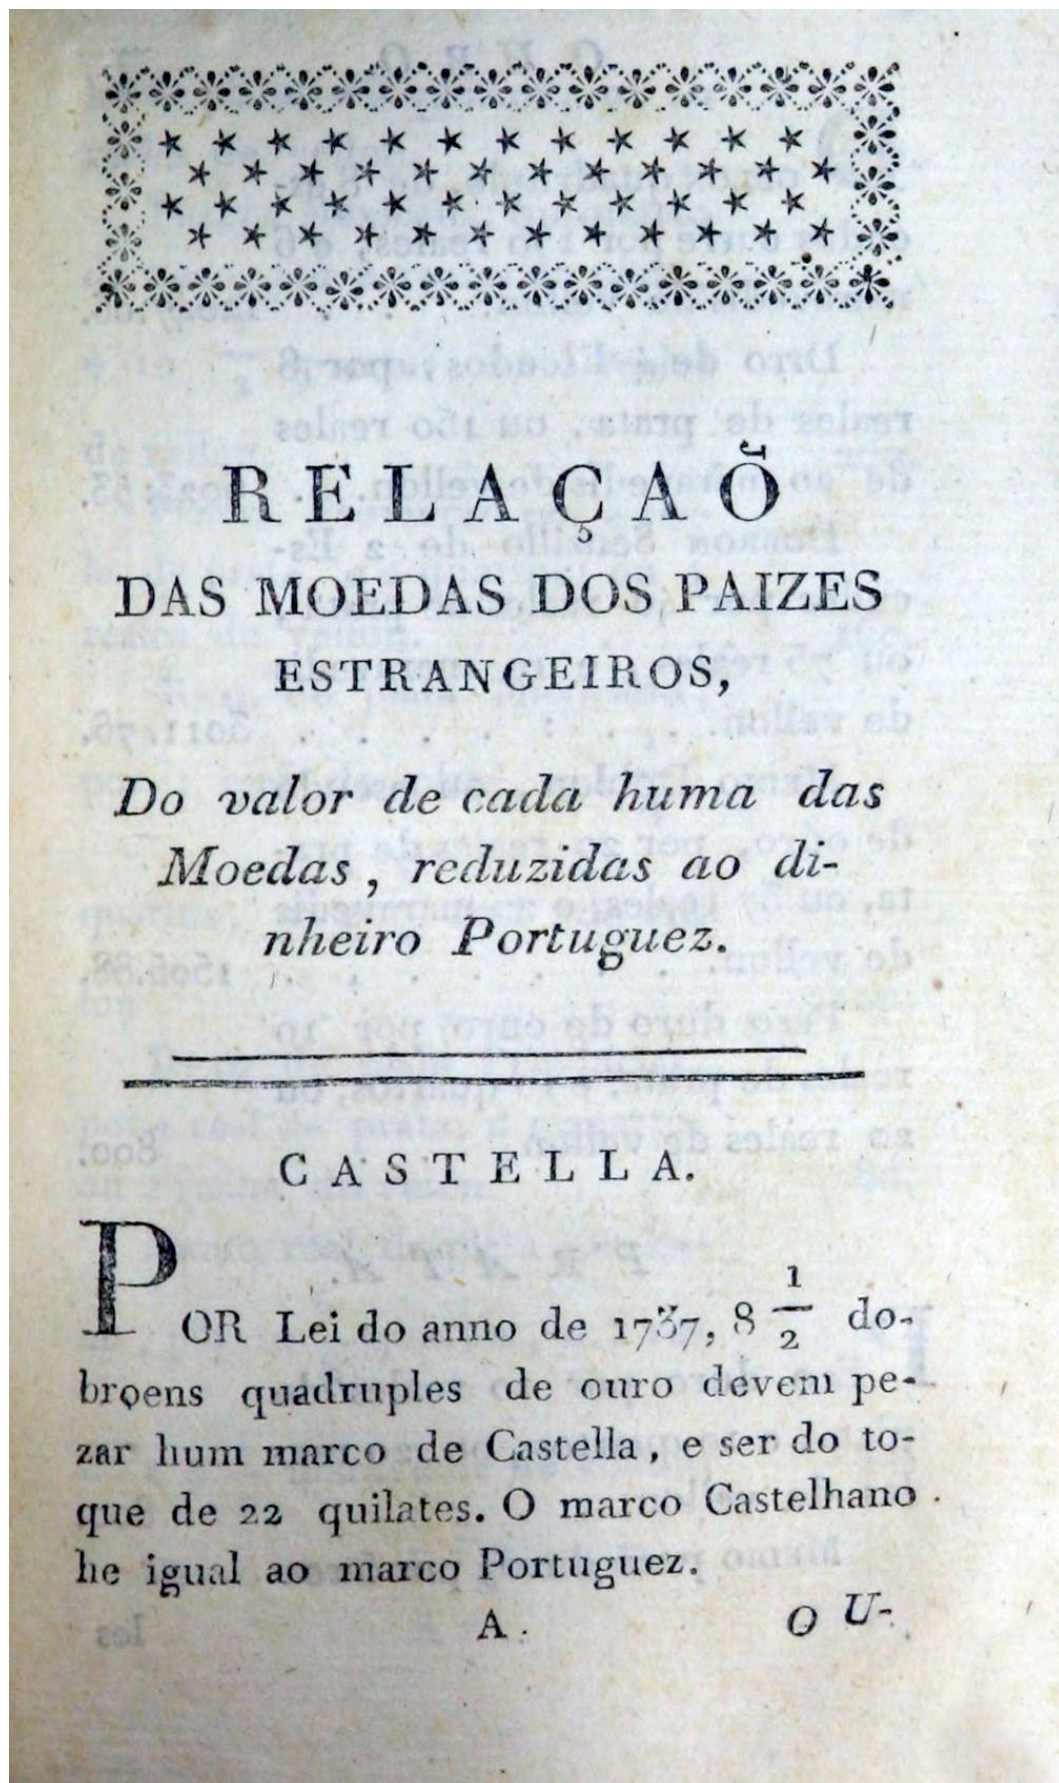 RELAÇAÕ
DAS MOEDAS DOS PAIZES
ESTRANGEIROS,
Do valor de cada huma das
Moedas, reduzidas ao di-
nheiro Portuguez.
CASTELLA.
POR Lei do anno de 1737, 8 1/2 do-
broens quadruples de ouro devem pe-
zar hum marco de Castella, e ser do to-
que de 22 quilates. O marco Castelhano
he igual ao marco Portuguez.
A. OU-